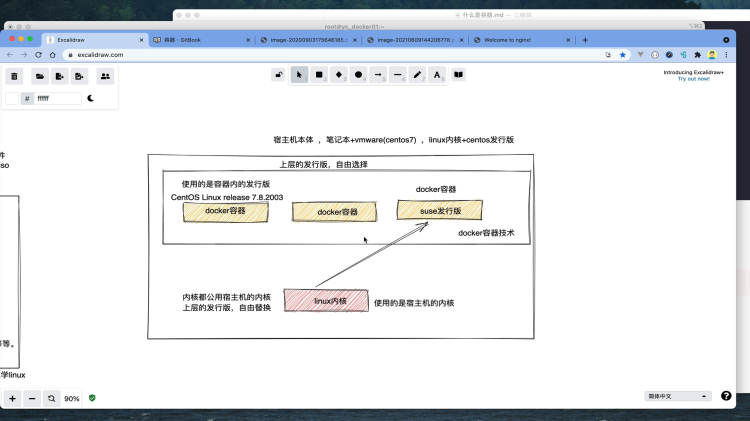 什么是容器.md — 已编辑
root@yc_docker01:~
Excalidraw
容器 · GitBook
image-20200903175646185.p
image-20210609144206776.p
Welcome to nginx!
excalidraw.com
Introducing Excalidraw+
Try out now!
# ffffff
A
宿主机本体 ，笔记本+vmware(centos7) ，linux内核+centos发行版
件
iso
上层的发行版，自由选择
使用的是容器内的发行版
CentOS Linux release 7.8.2003
docker容器
docker容器
docker容器
suse发行版
docker容器技术
内核都公用宿主机的内核
上层的发行版，自由替换
linux内核
使用的是宿主机的内核
等。
学linux
90%
简体中文